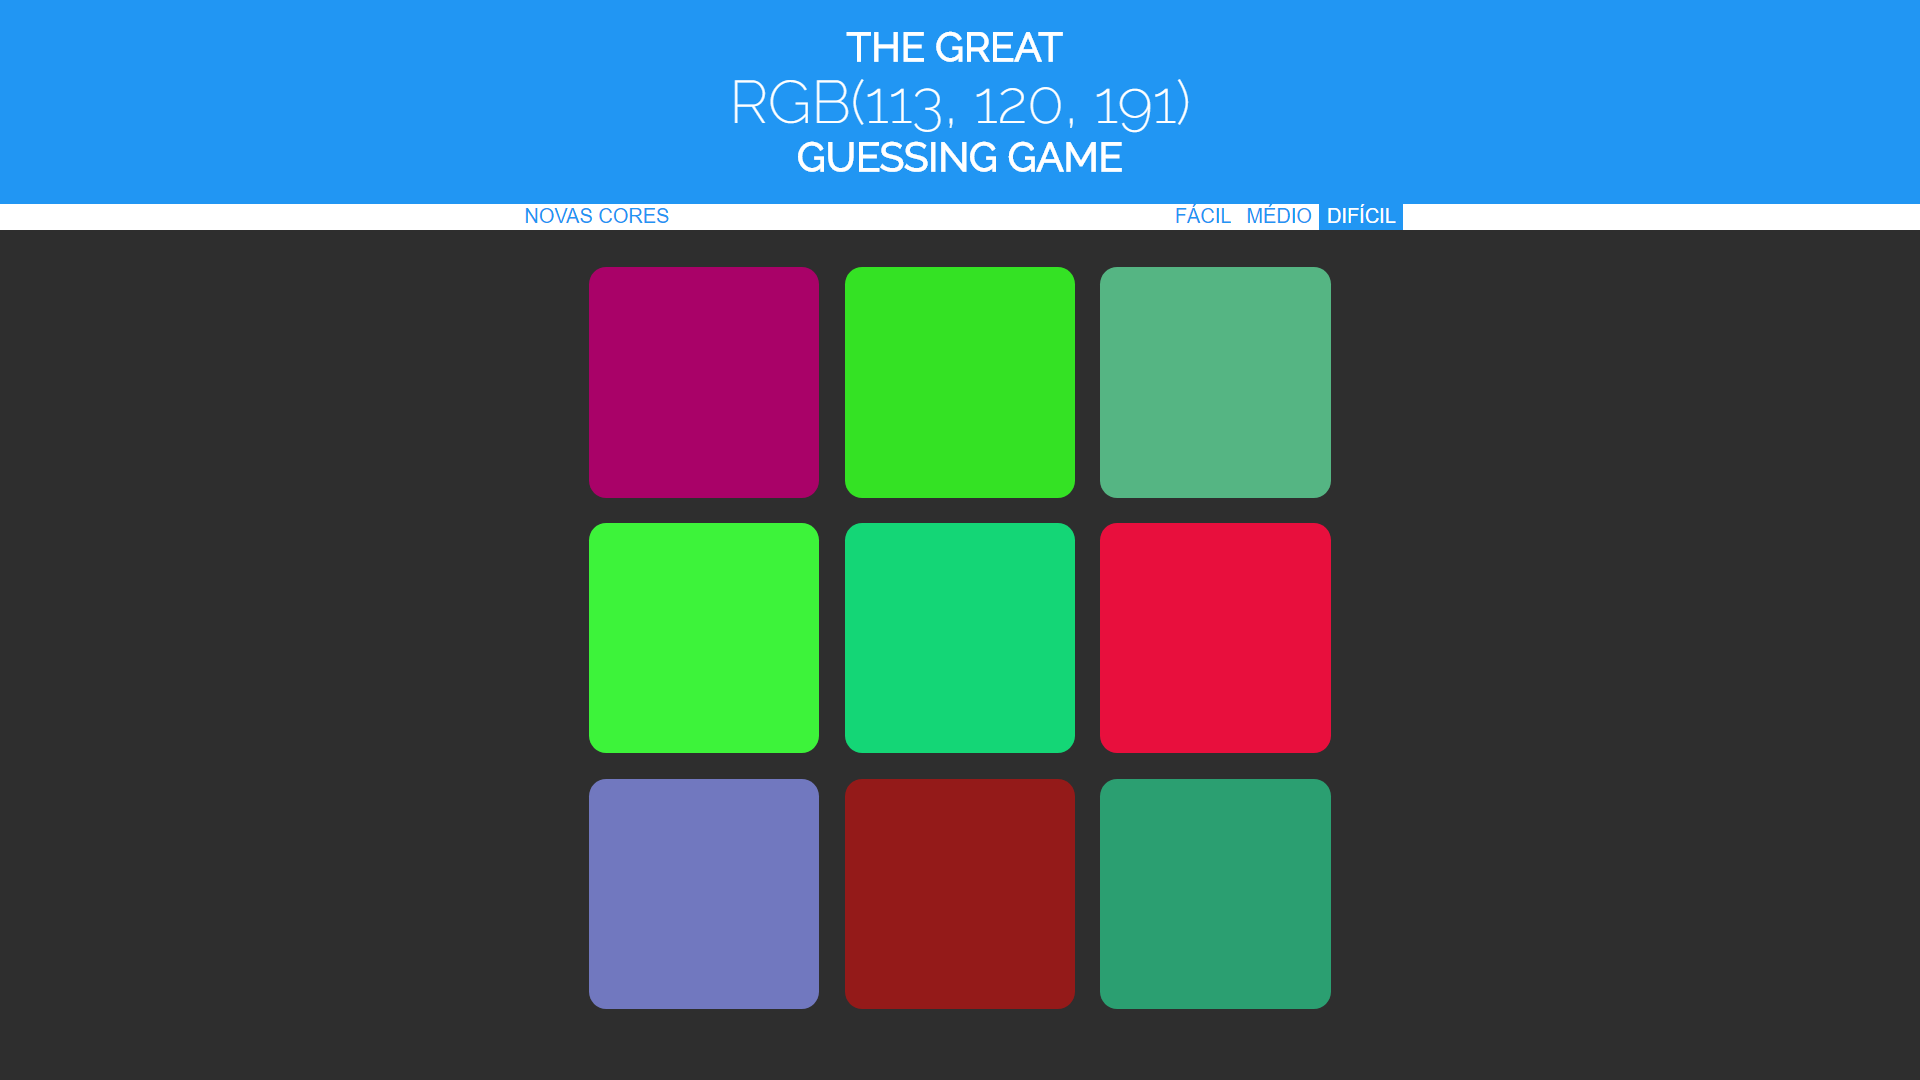 THE GREAT
RGB(113, 120, 191)
GUESSING GAME
NOVAS CORES FÁCIL MÉDIO DIFÍCIL